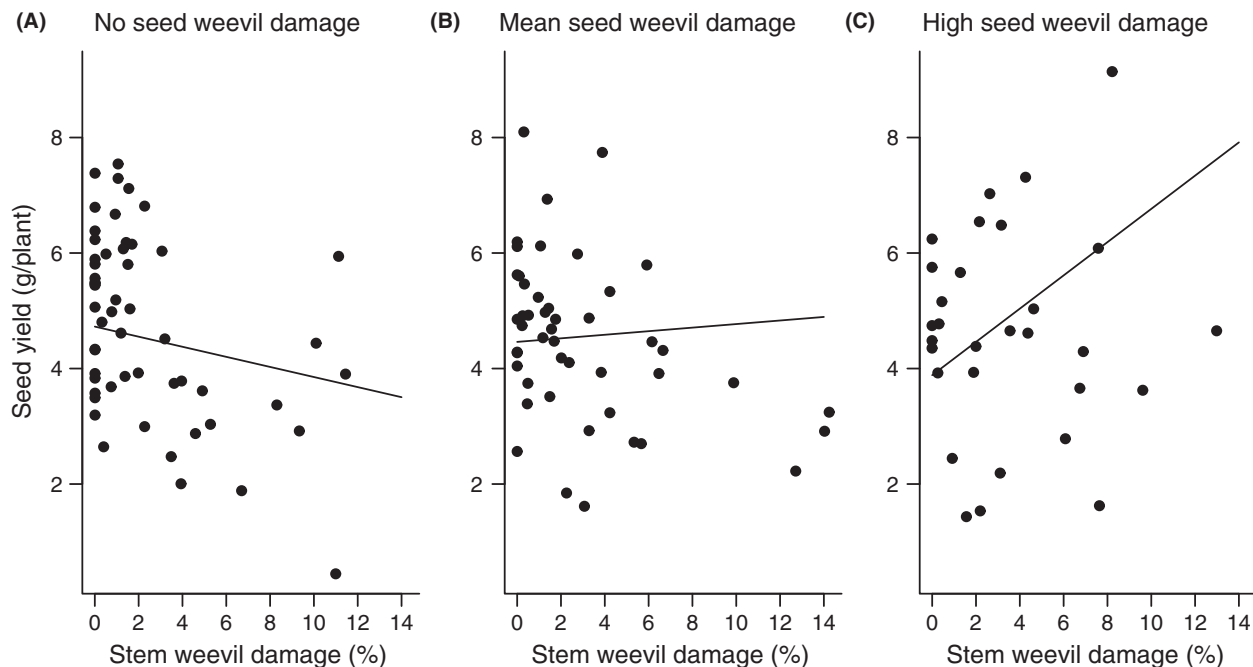 (A) No seed weevil damage
(B) Mean seed weevil damage
(C) High seed weevil damage
Seed yield (g/plant)
8
6
4
2
0 2 4 6 8 10 12 14
Stem weevil damage (%)
8
6
4
2
0 2 4 6 8 10 12 14
Stem weevil damage (%)
8
6
4
2
0 2 4 6 8 10 12 14
Stem weevil damage (%)